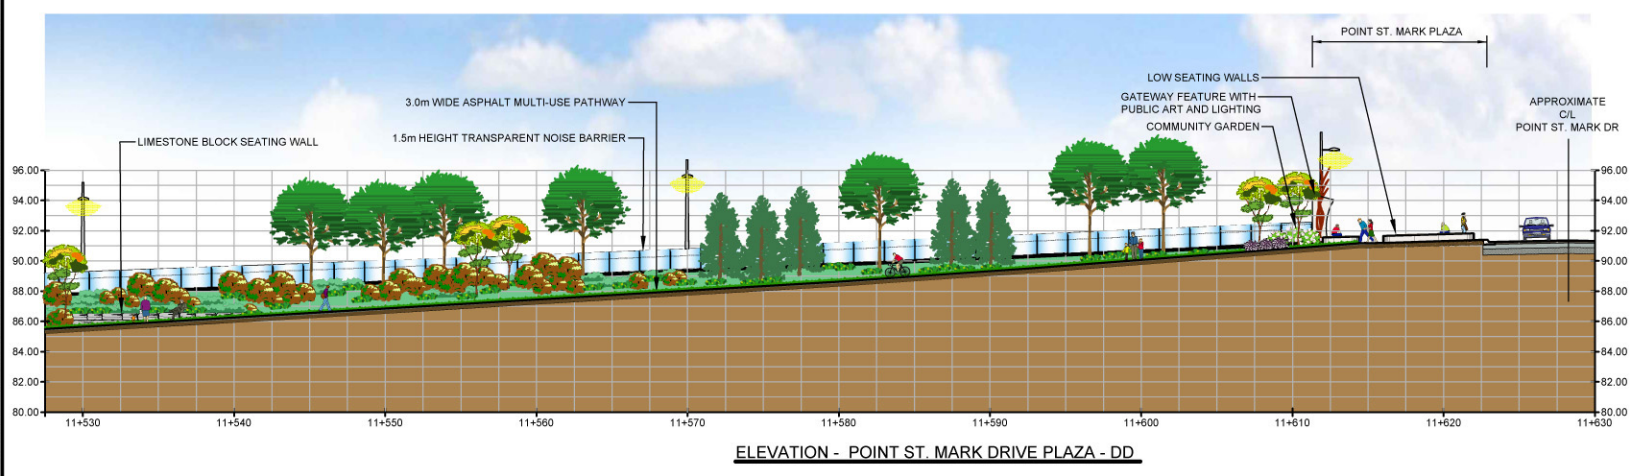 POINT ST. MARK PLAZA
LOW SEATING WALLS
GATEWAY FEATURE WITH
PUBLIC ART AND LIGHTING
COMMUNITY GARDEN
APPROXIMATE
C/L
POINT ST. MARK DR
3.0m WIDE ASPHALT MULTI-USE PATHWAY
1.5m HEIGHT TRANSPARENT NOISE BARRIER
LIMESTONE BLOCK SEATING WALL
96.00 96.00
94.00 94.00
92.00 92.00
90.00 90.00
88.00 88.00
86.00 86.00
84.00 84.00
82.00 82.00
80.00 80.00
11+530 11+540 11+550 11+560 11+570 11+580 11+590 11+600 11+610 11+620 11+630
ELEVATION - POINT ST. MARK DRIVE PLAZA - DD